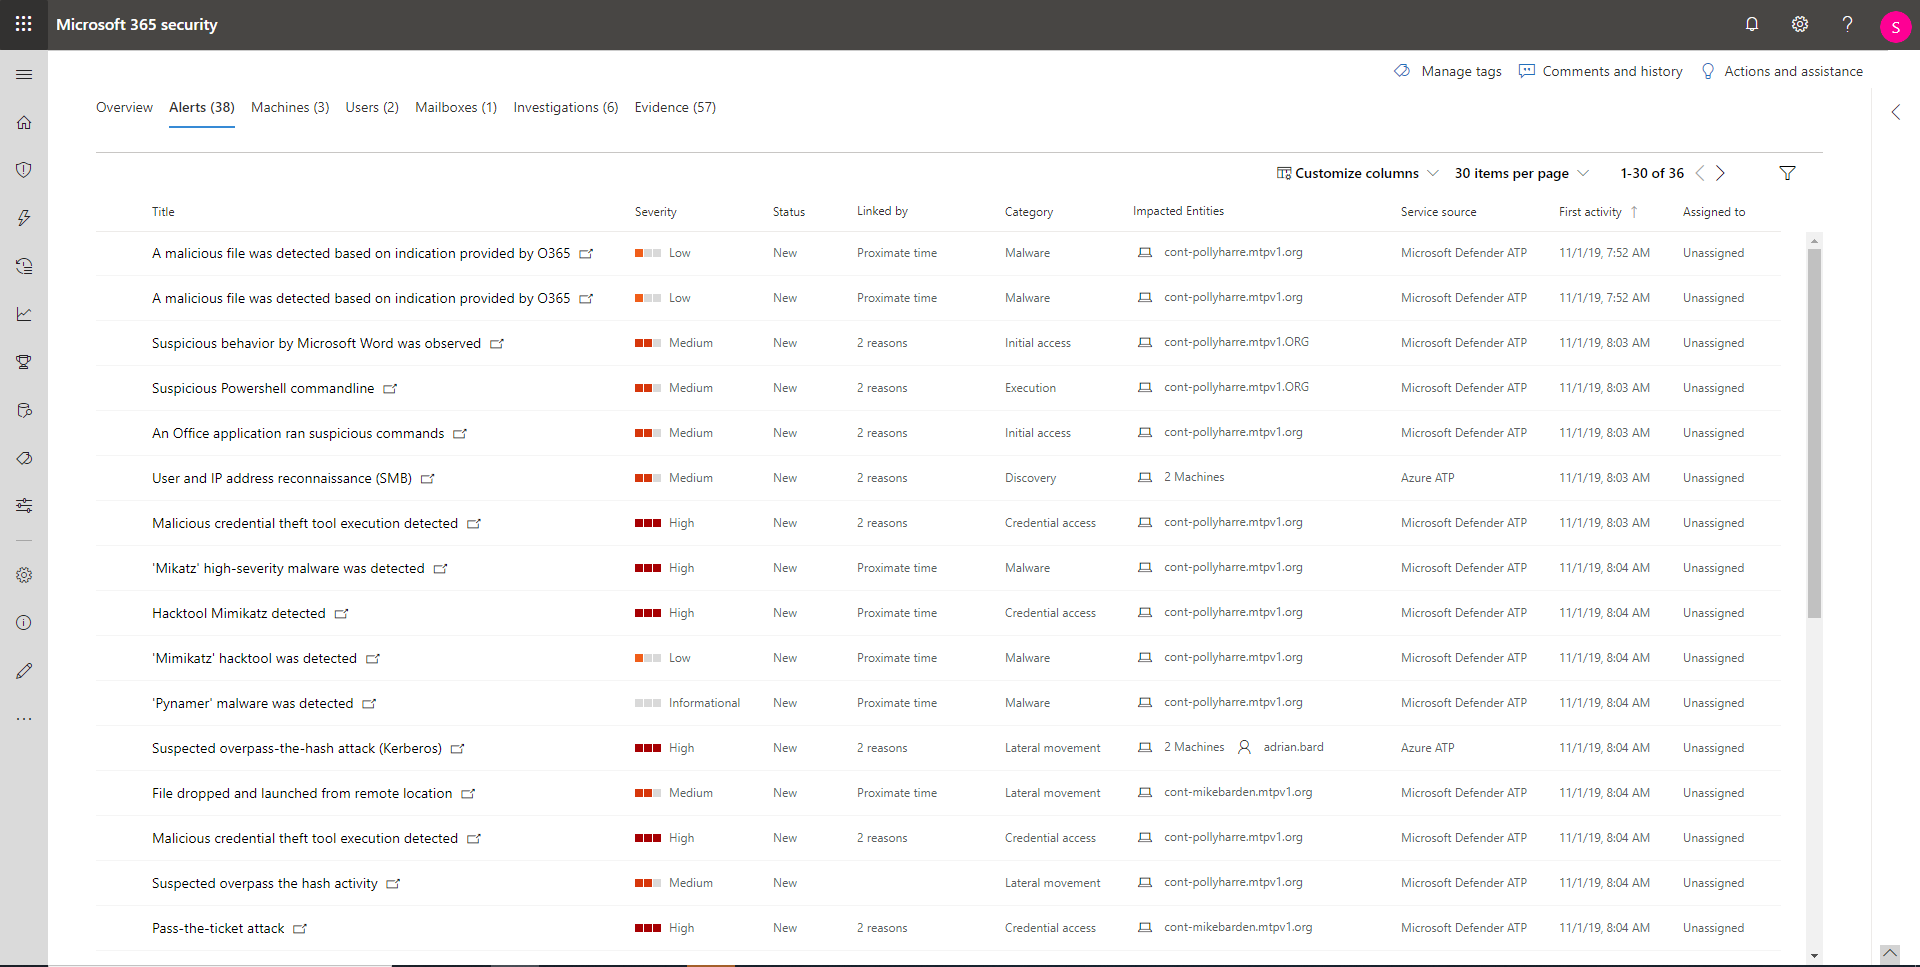 Microsoft 365 security
S
Manage tags Comments and history Actions and assistance
Overview Alerts (38) Machines (3) Users (2) Mailboxes (1) Investigations (6) Evidence (57)
Customize columns 30 items per page 1-30 of 36
Title Severity Status Linked by Category Impacted Entities Service source First activity ↑ Assigned to
A malicious file was detected based on indication provided by O365 Low New Proximate time Malware cont-pollyharre.mtpv1.org Microsoft Defender ATP 11/1/19, 7:52 AM Unassigned
A malicious file was detected based on indication provided by O365 Low New Proximate time Malware cont-pollyharre.mtpv1.org Microsoft Defender ATP 11/1/19, 7:52 AM Unassigned
Suspicious behavior by Microsoft Word was observed Medium New 2 reasons Initial access cont-pollyharre.mtpv1.ORG Microsoft Defender ATP 11/1/19, 8:03 AM Unassigned
Suspicious Powershell commandline Medium New 2 reasons Execution cont-pollyharre.mtpv1.ORG Microsoft Defender ATP 11/1/19, 8:03 AM Unassigned
An Office application ran suspicious commands Medium New 2 reasons Initial access cont-pollyharre.mtpv1.org Microsoft Defender ATP 11/1/19, 8:03 AM Unassigned
User and IP address reconnaissance (SMB) Medium New 2 reasons Discovery 2 Machines Azure ATP 11/1/19, 8:03 AM Unassigned
Malicious credential theft tool execution detected High New 2 reasons Credential access cont-pollyharre.mtpv1.org Microsoft Defender ATP 11/1/19, 8:03 AM Unassigned
'Mikatz' high-severity malware was detected High New Proximate time Malware cont-pollyharre.mtpv1.org Microsoft Defender ATP 11/1/19, 8:04 AM Unassigned
Hacktool Mimikatz detected High New Proximate time Credential access cont-pollyharre.mtpv1.org Microsoft Defender ATP 11/1/19, 8:04 AM Unassigned
'Mimikatz' hacktool was detected Low New Proximate time Malware cont-pollyharre.mtpv1.org Microsoft Defender ATP 11/1/19, 8:04 AM Unassigned
'Pynamer' malware was detected Informational New Proximate time Malware cont-pollyharre.mtpv1.org Microsoft Defender ATP 11/1/19, 8:04 AM Unassigned
Suspected overpass-the-hash attack (Kerberos) High New 2 reasons Lateral movement 2 Machines adrian.bard Azure ATP 11/1/19, 8:04 AM Unassigned
File dropped and launched from remote location Medium New Proximate time Lateral movement cont-mikebarden.mtpv1.org Microsoft Defender ATP 11/1/19, 8:04 AM Unassigned
Malicious credential theft tool execution detected High New 2 reasons Credential access cont-pollyharre.mtpv1.org Microsoft Defender ATP 11/1/19, 8:04 AM Unassigned
Suspected overpass the hash activity Medium New Lateral movement cont-pollyharre.mtpv1.org Microsoft Defender ATP 11/1/19, 8:04 AM Unassigned
Pass-the-ticket attack High New 2 reasons Credential access cont-mikebarden.mtpv1.org Microsoft Defender ATP 11/1/19, 8:04 AM Unassigned